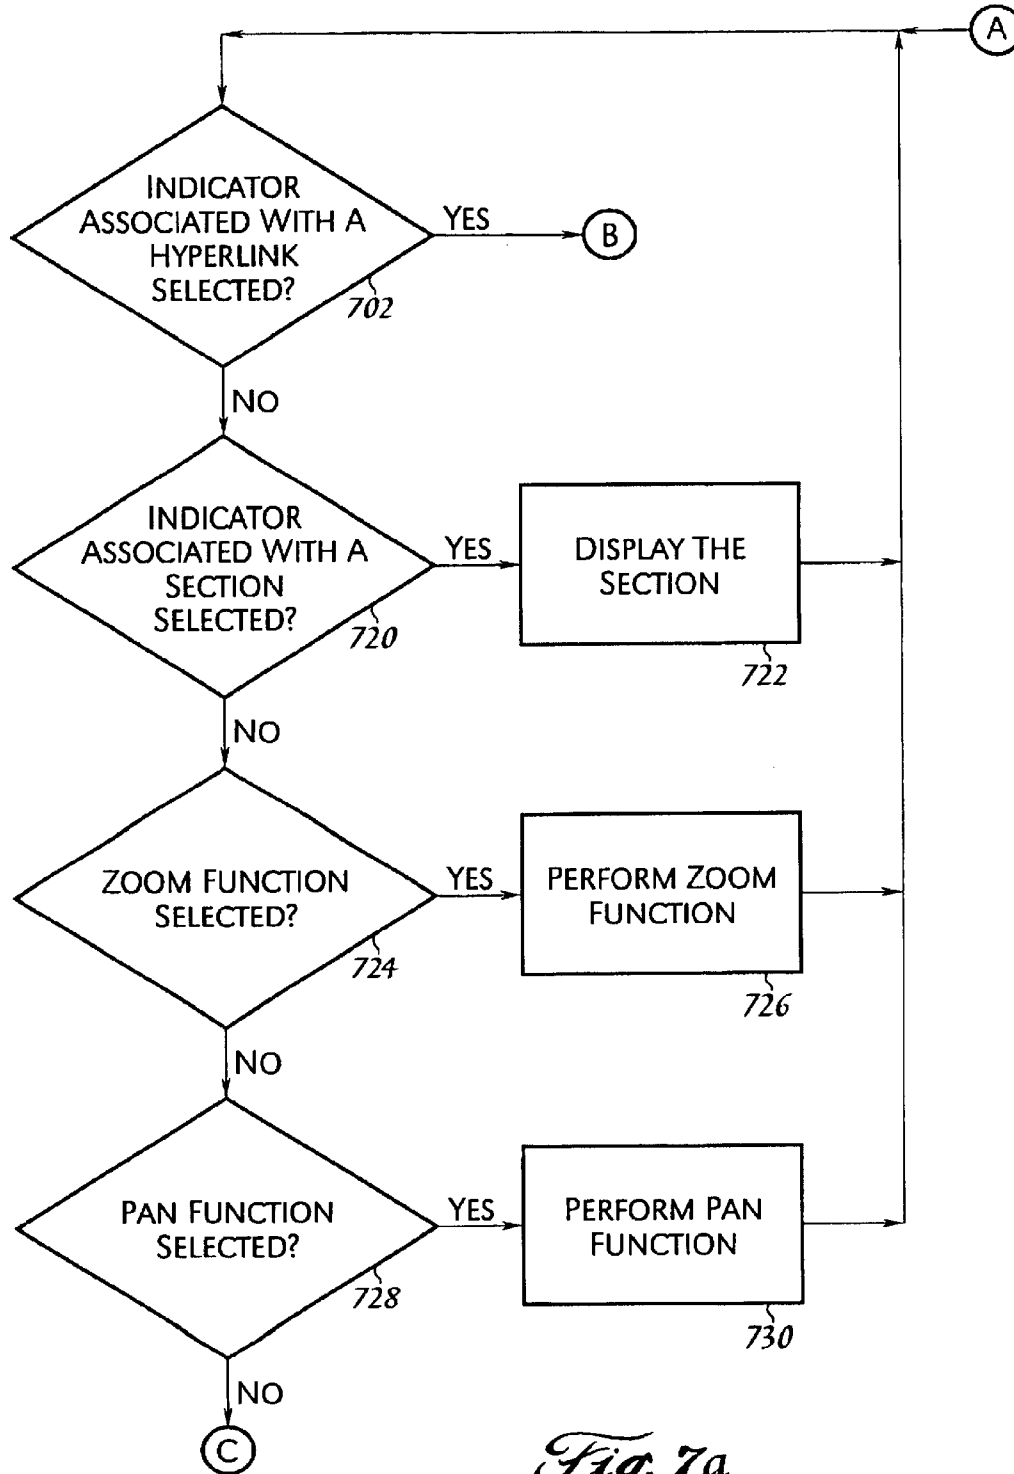 A
INDICATOR
ASSOCIATED WITH A
HYPERLINK
SELECTED?
702
YES
B
NO
INDICATOR
ASSOCIATED WITH A
SECTION
SELECTED?
720
YES
DISPLAY THE
SECTION
722
NO
ZOOM FUNCTION
SELECTED?
724
YES
PERFORM ZOOM
FUNCTION
726
NO
PAN FUNCTION
SELECTED?
728
YES
PERFORM PAN
FUNCTION
730
NO
C
Fig. 7a